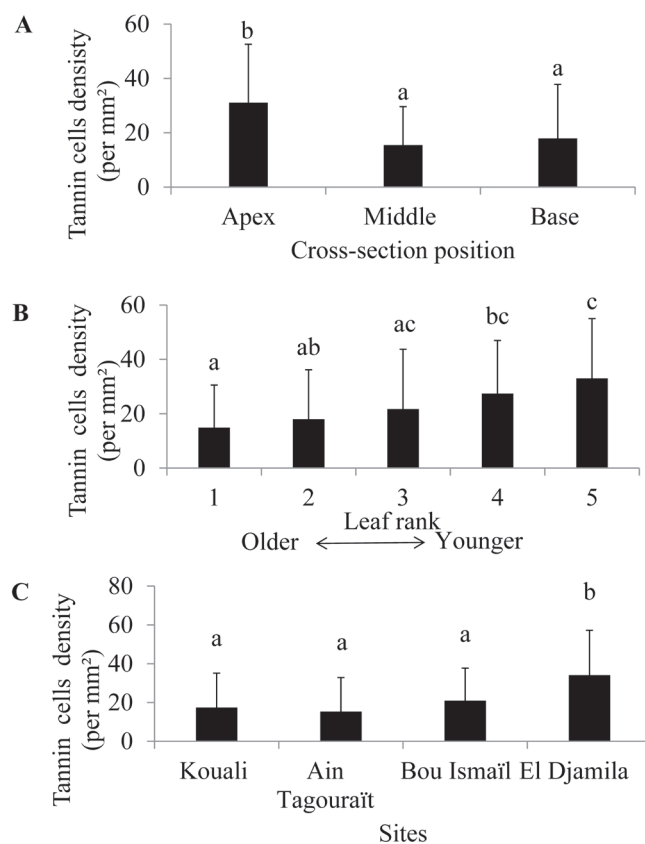 A
Tannin cells densisty
(per mm²)
60
40
20
0
b
a
a
Apex Middle Base
Cross-section position
B
Tannin cells density
(per mm²)
60
40
20
0
a
ab
ac
bc
c
1 2 3 4 5
Leaf rank
Older Younger
C
Tannin cells density
(per mm²)
80
60
40
20
0
a
a
a
b
Kouali Ain Bou Ismaïl El Djamila
Tagouraït
Sites